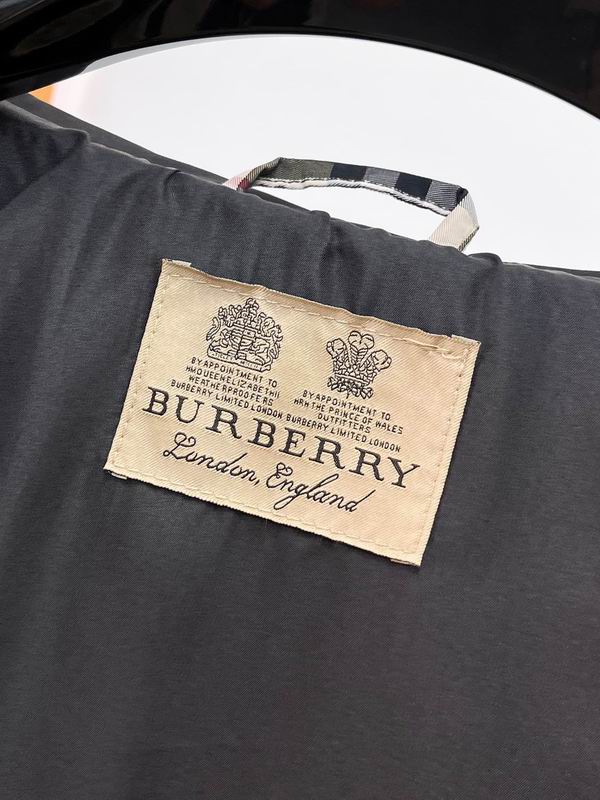 BY APPOINTMENT TO
HM QUEEN ELIZABETH II
WEATHERPROOFERS
BURBERRY LIMITED LONDON
BY APPOINTMENT TO
HRH THE PRINCE OF WALES
OUTFITTERS
BURBERRY LIMITED LONDON
BURBERRY
London, England